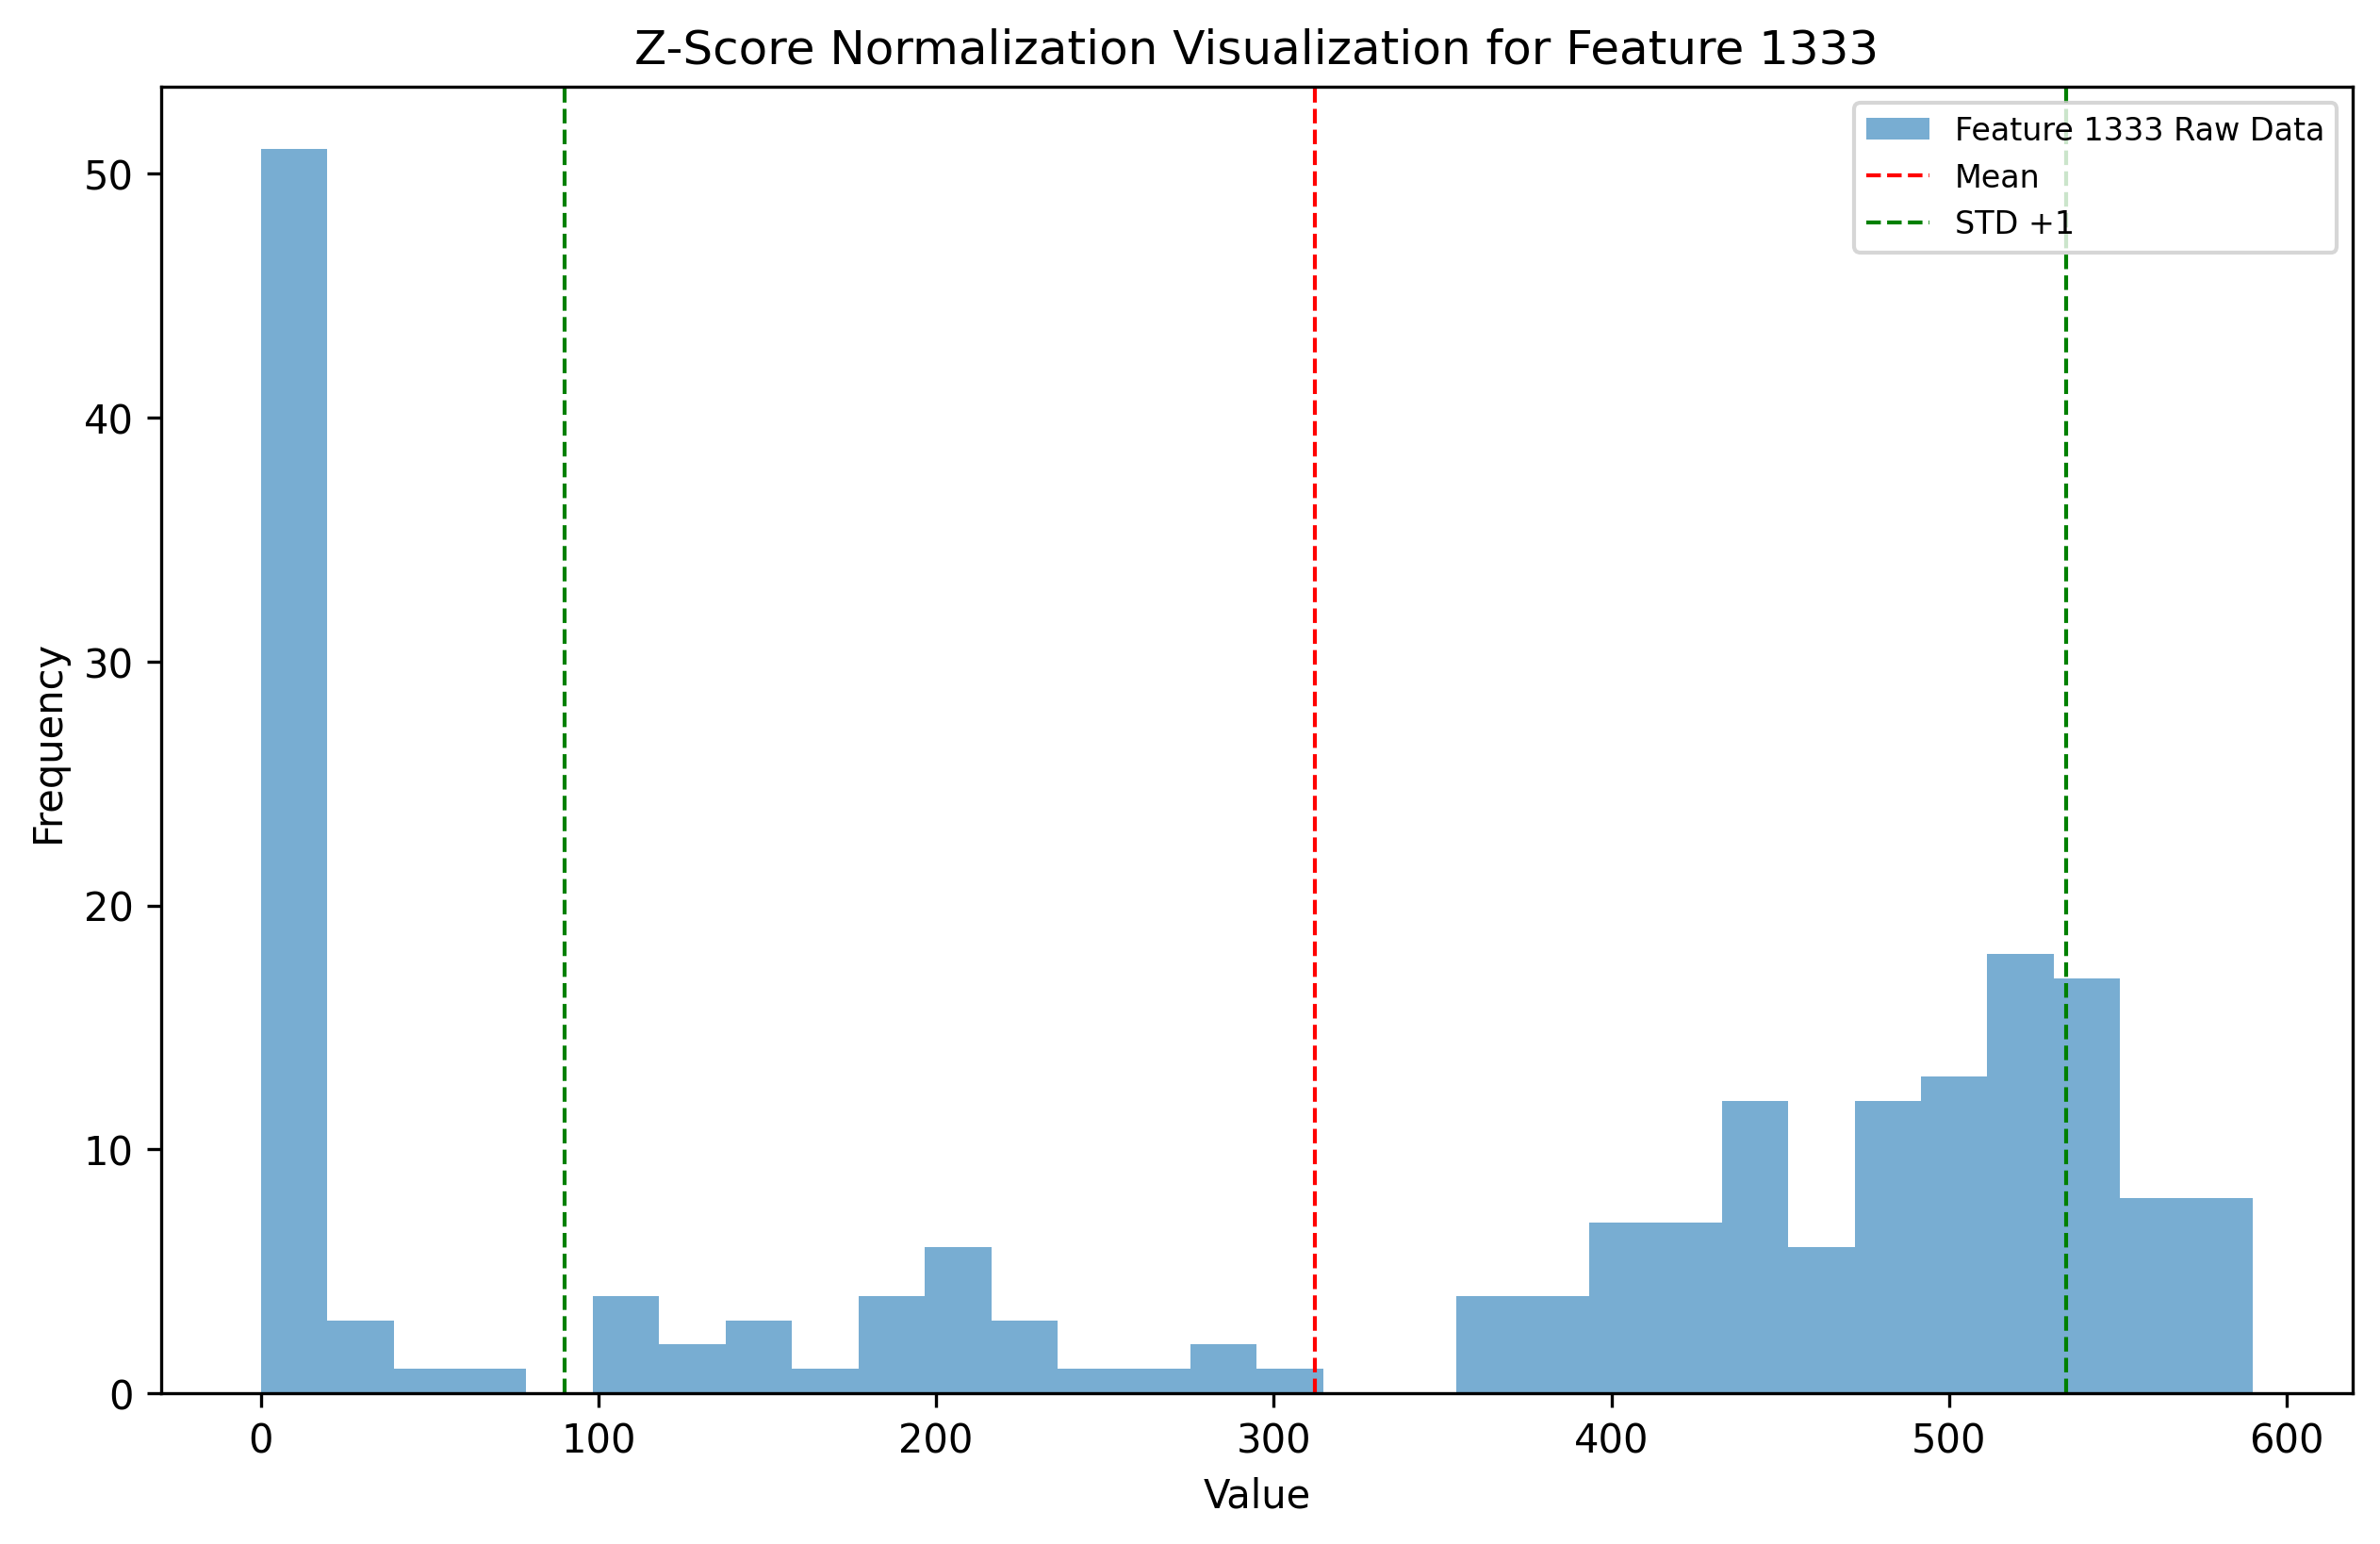 Z-Score Normalization Visualization for Feature 1333
Feature 1333 Raw Data
Mean
STD +1
Frequency
50
40
30
20
10
0
0 100 200 300 400 500 600
Value